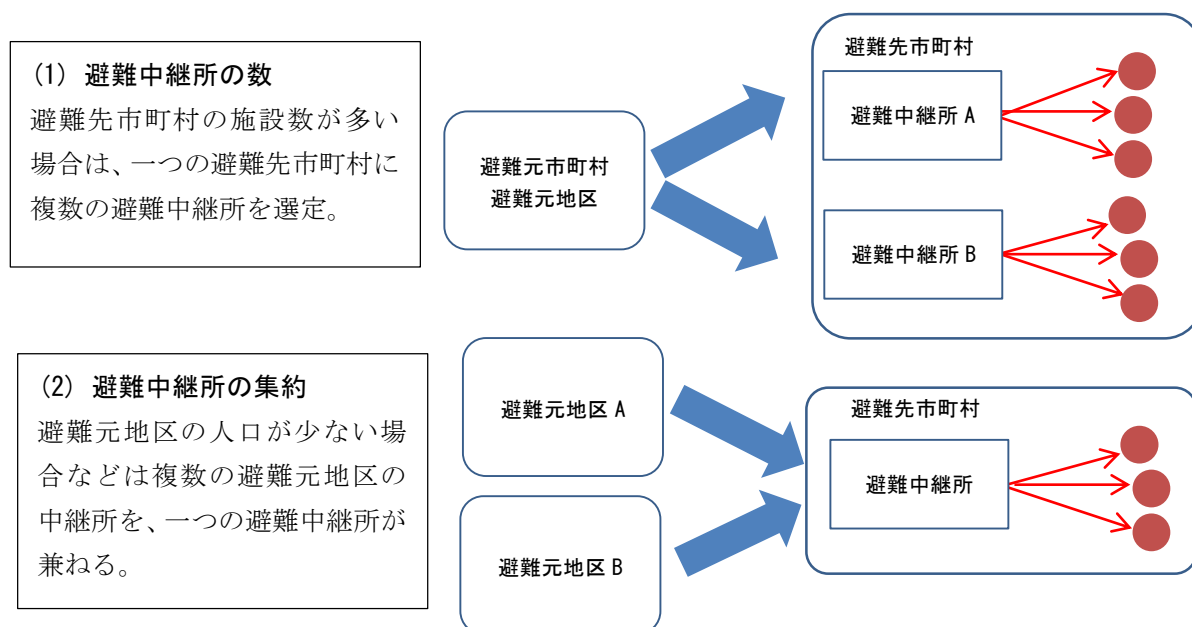 (1) 避難中継所の数
避難先市町村の施設数が多い
場合は、一つの避難先市町村に
複数の避難中継所を選定。
避難元市町村
避難元地区
避難先市町村
避難中継所 A
避難中継所 B
(2) 避難中継所の集約
避難元地区の人口が少ない場
合などは複数の避難元地区の
中継所を、一つの避難中継所が
兼ねる。
避難元地区 A
避難元地区 B
避難先市町村
避難中継所